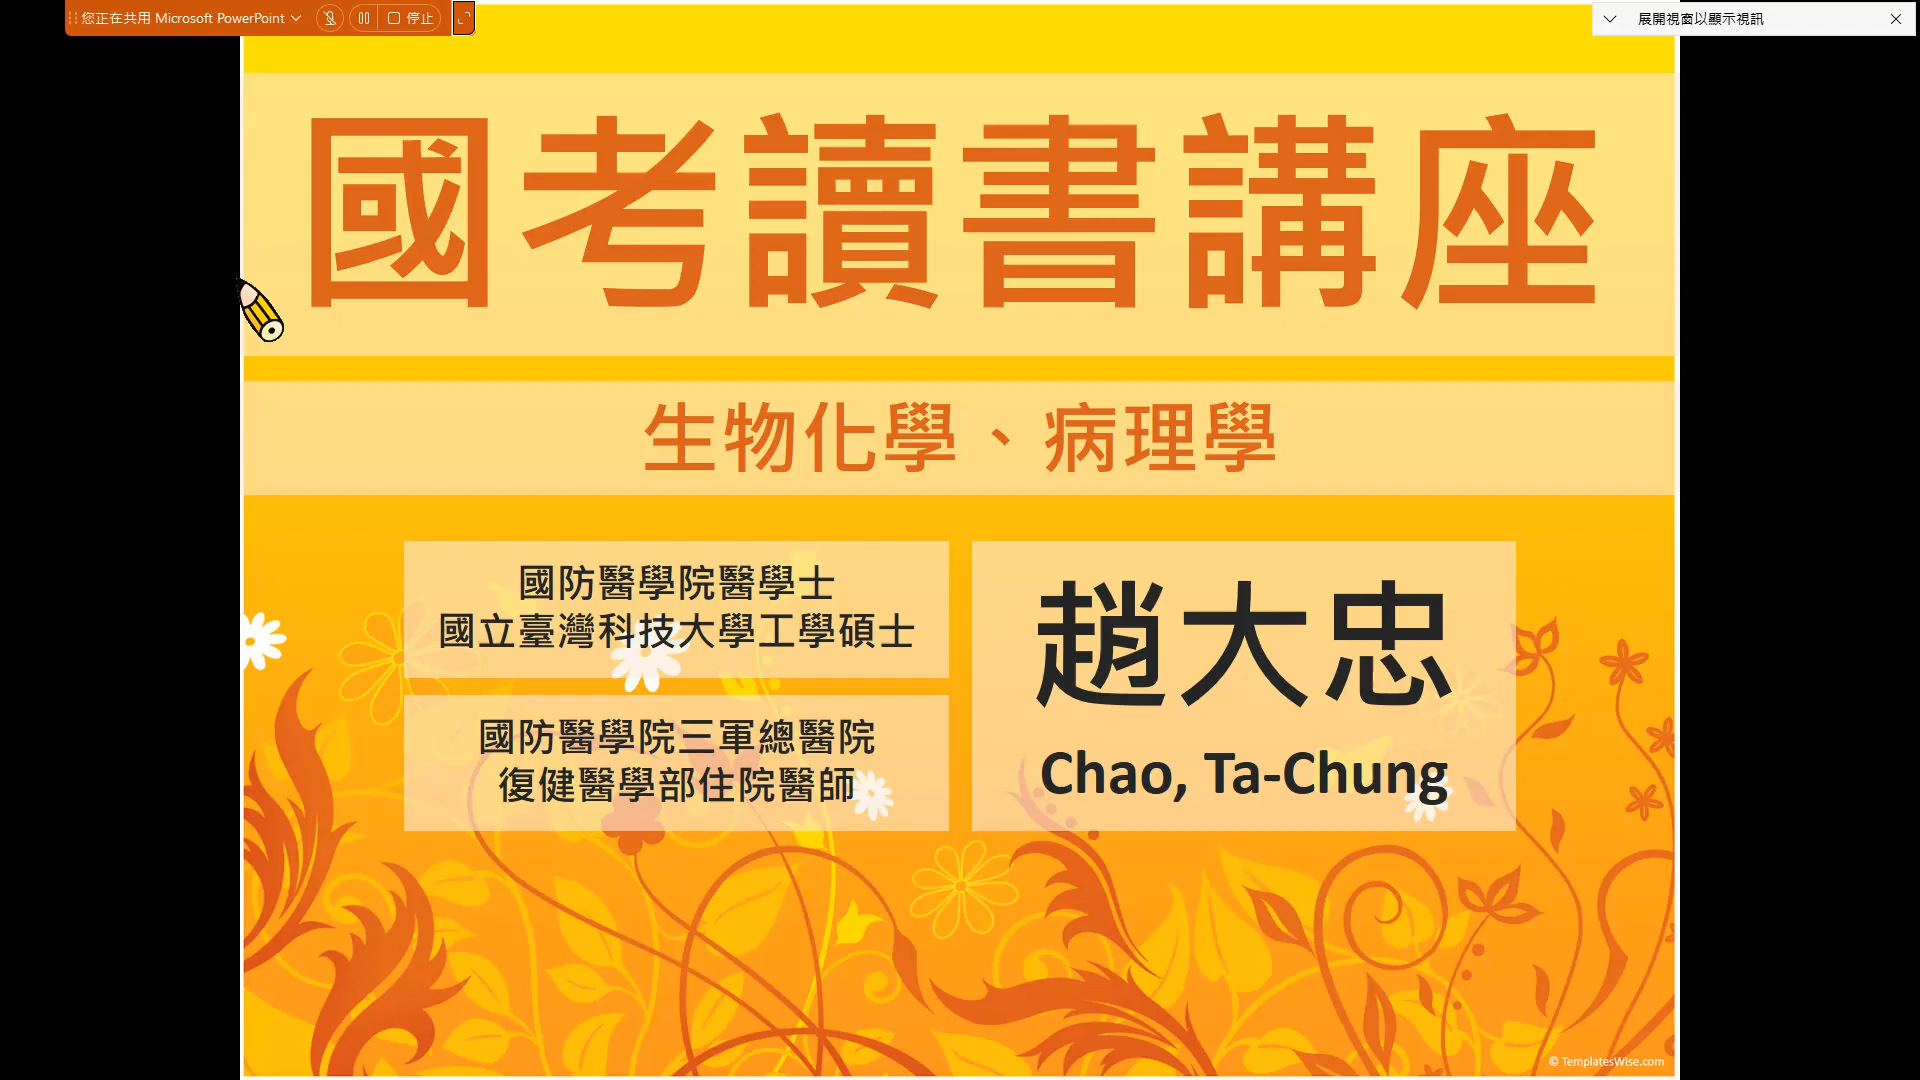 您正在共用 Microsoft PowerPoint
停止
展開視窗以顯示視訊
國考讀書講座
生物化學、病理學
國防醫學院醫學士
國立臺灣科技大學工學碩士
國防醫學院三軍總醫院
復健醫學部住院醫師
趙大忠
Chao, Ta-Chung
© TemplatesWise.com